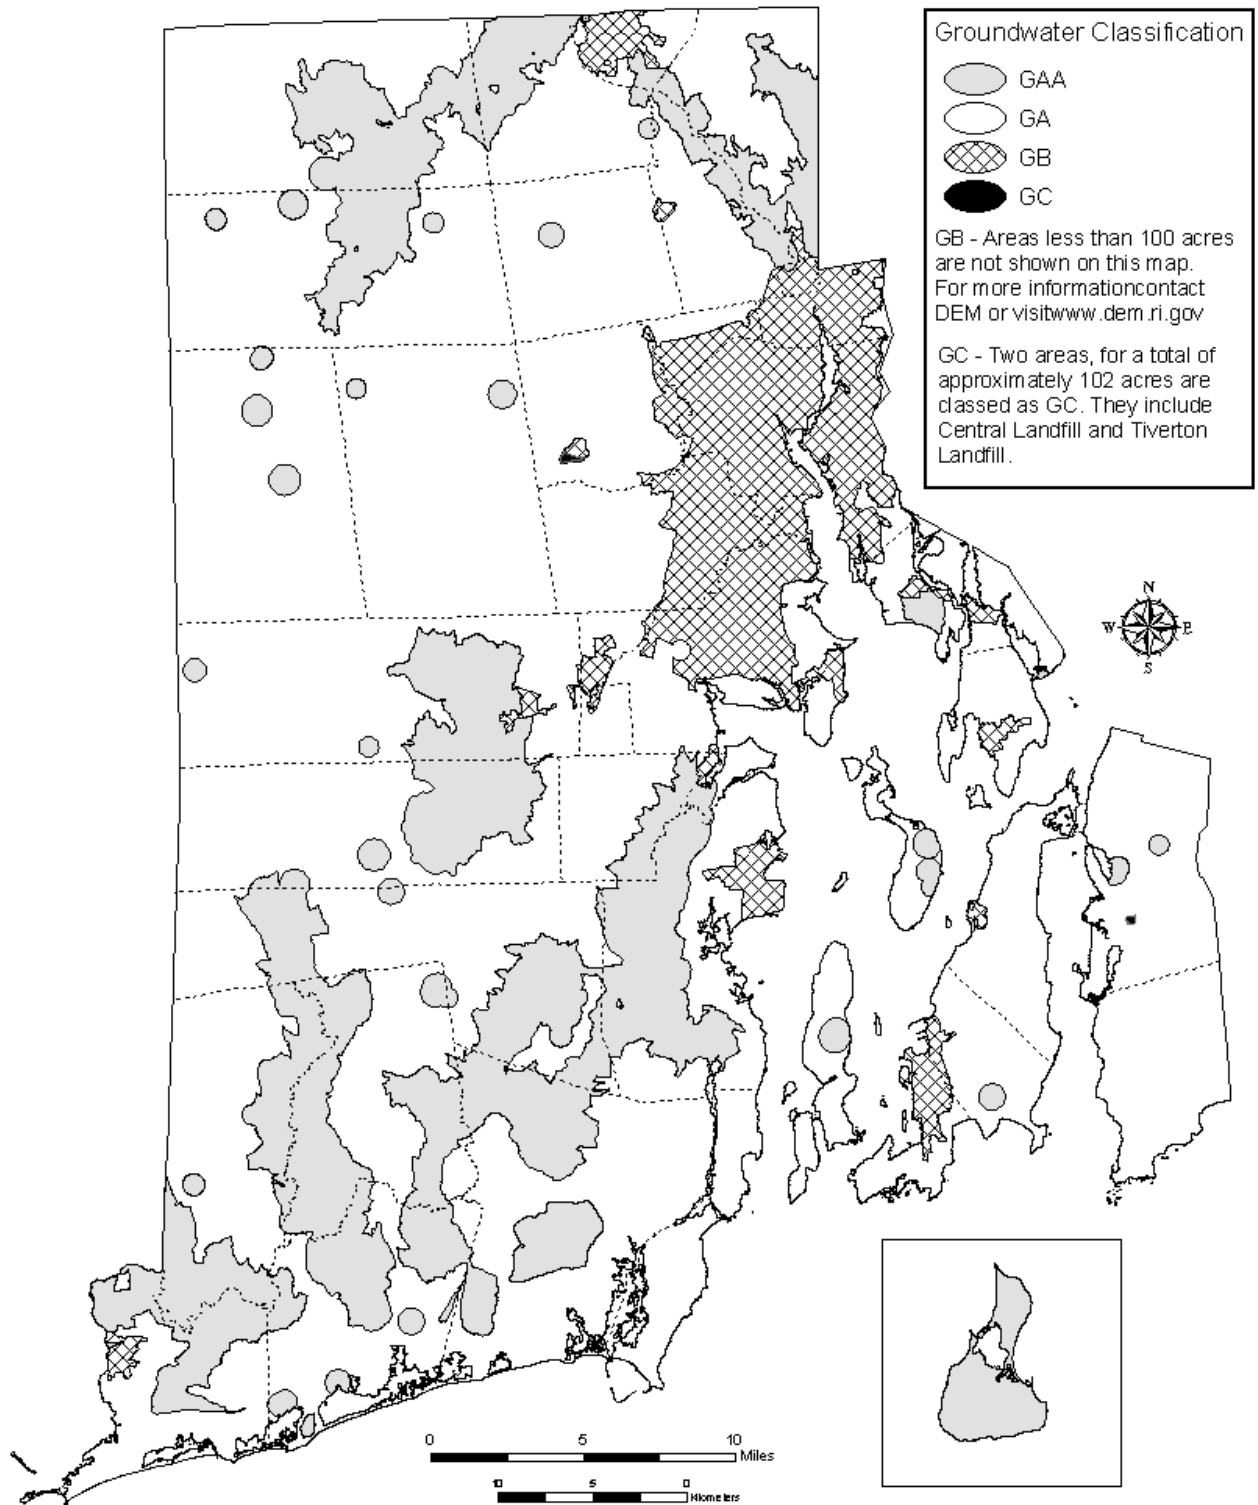 Groundwater Classification
GAA
GA
GB
GC
GB - Areas less than 100 acres
are not shown on this map.
For more informationcontact
DEM or visitwww.dem.ri.gov
GC - Two areas, for a total of
approximately 102 acres are
classed as GC. They include
Central Landfill and Tiverton
Landfill.
N
W E
S
0 5 10
Miles
10 5 0
Kilometers